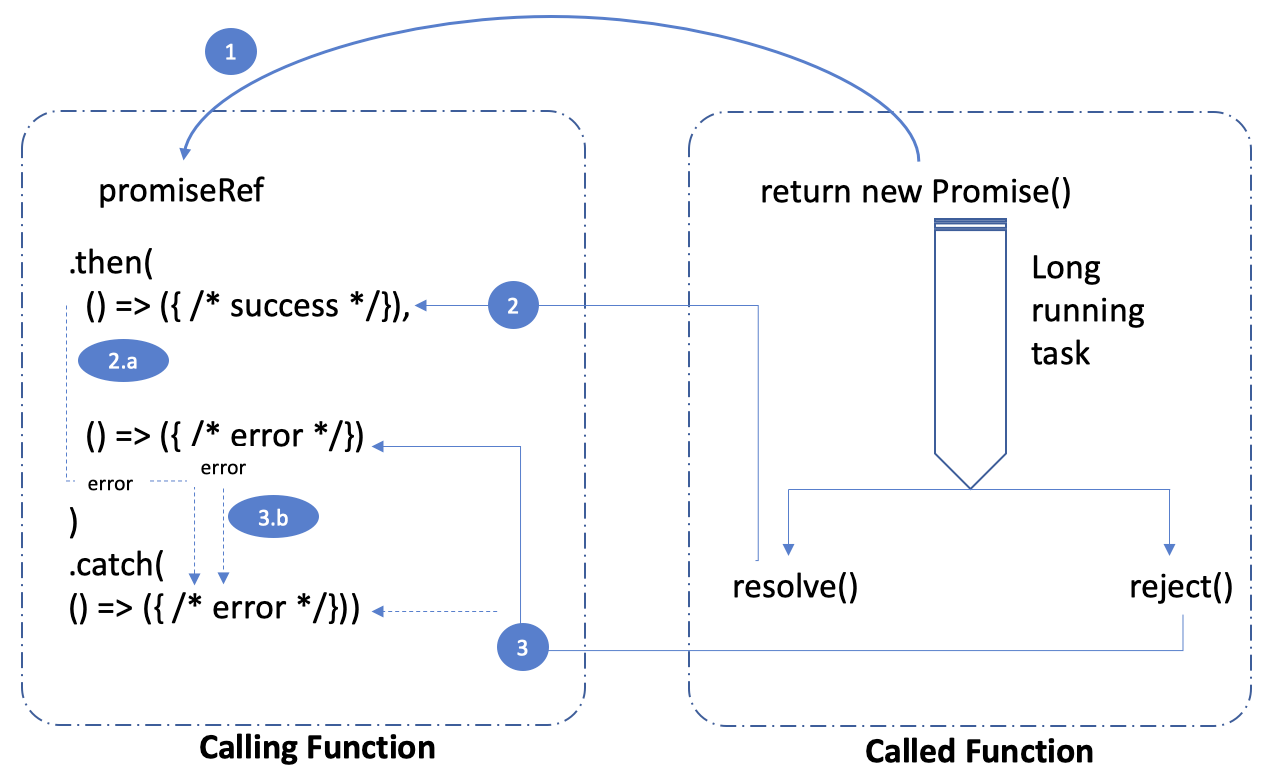 1
promiseRef
.then(
() => ({ /* success */}),
2
2.a
() => ({ /* error */})
error
error
3.b
)
.catch(
() => ({ /* error */}))
3
Calling Function
return new Promise()
Long
running
task
resolve()
reject()
Called Function